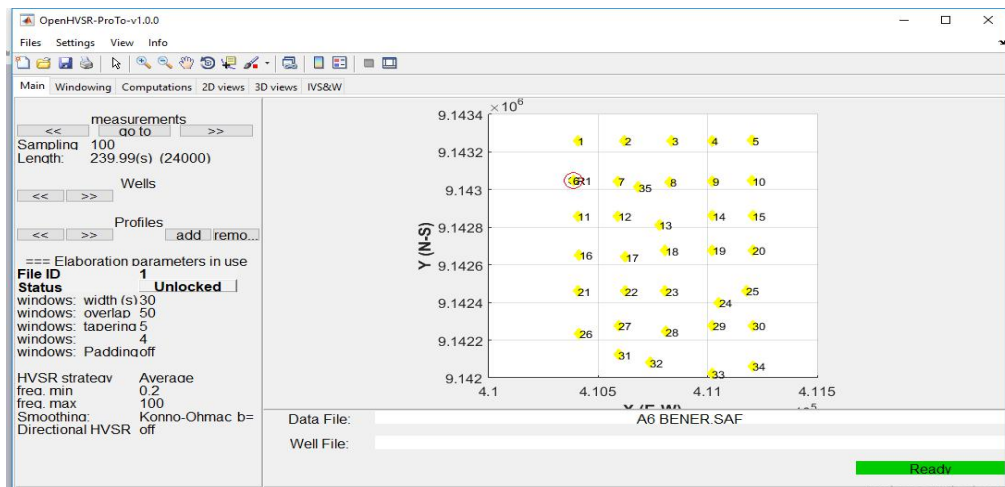 OpenHVSR-ProTo-v1.0.0
Files Settings View Info
Main Windowing Computations 2D views 3D views IVS&W
measurements
<< go to >>
Sampling 100
Length: 239.99(s) (24000)
Wells
<< >>
Profiles
<< >> add remo...
=== Elaboration parameters in use
File ID 1
Status Unlocked
windows: width (s) 30
windows: overlap 50
windows: tapering 5
windows: 4
windows: Padding off
HVSR strategy Average
freq. min 0.2
freq. max 100
Smoothing: Konno-Ohmac b=
Directional HVSR off
×10^6
9.1434
9.1432
9.143
9.1428
9.1426
9.1424
9.1422
9.142
Y (N-S)
1 2 3 4 5
R1 7 35 8 9 10
11 12 13 14 15
16 17 18 19 20
21 22 23 24 25
26 27 28 29 30
31 32 33 34
4.1 4.105 4.11 4.115
X (E-W) ×10^5
Data File: A6 BENER.SAF
Well File:
Ready